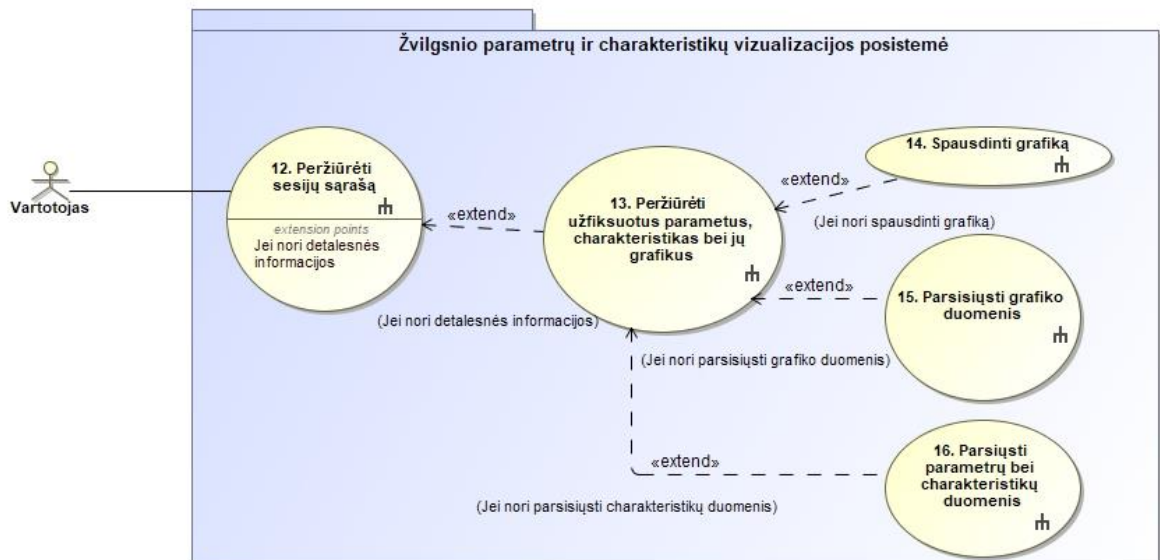 Žvilgsnio parametrų ir charakteristikų vizualizacijos posistemė
Vartotojas
12. Peržiūrėti
sesijų sąrašą
extension points
Jei nori detalesnės
informacijos
«extend»
(Jei nori detalesnės informacijos)
13. Peržiūrėti
užfiksuotus parametus,
charakteristikas bei jų
grafikus
«extend»
(Jei nori spausdinti grafiką)
14. Spausdinti grafiką
«extend»
(Jei nori parsisiųsti grafiko duomenis)
15. Parsisiųsti grafiko
duomenis
«extend»
(Jei nori parsisiųsti charakteristikų duomenis)
16. Parsiųsti
parametrų bei
charakteristikų
duomenis